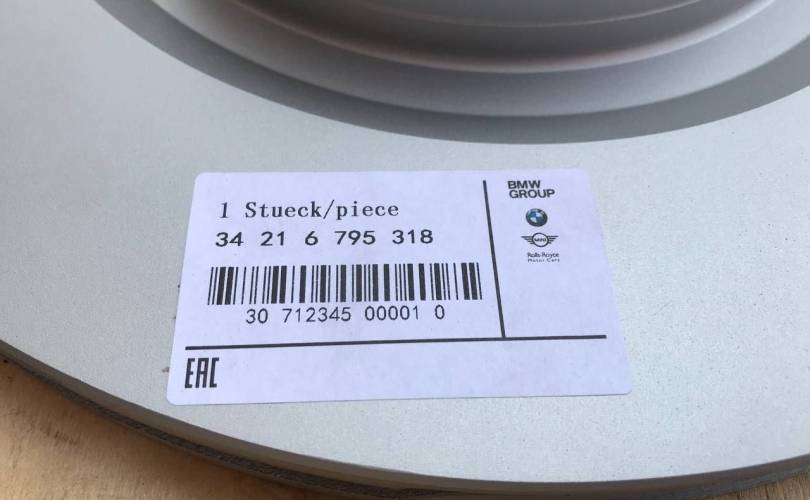 1 Stueck/piece
34 21 6 795 318
30 712345 00001 0
BMW
GROUP
MINI
Rolls-Royce
Motor Cars
EAC